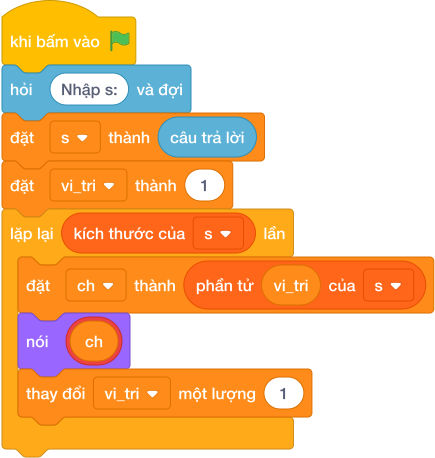 khi bấm vào
hỏi Nhập s: và đợi
đặt s thành câu trả lời
đặt vi_tri thành 1
lặp lại kích thước của s lần
đặt ch thành phần tử vi_tri của s
nói ch
thay đổi vi_tri một lượng 1